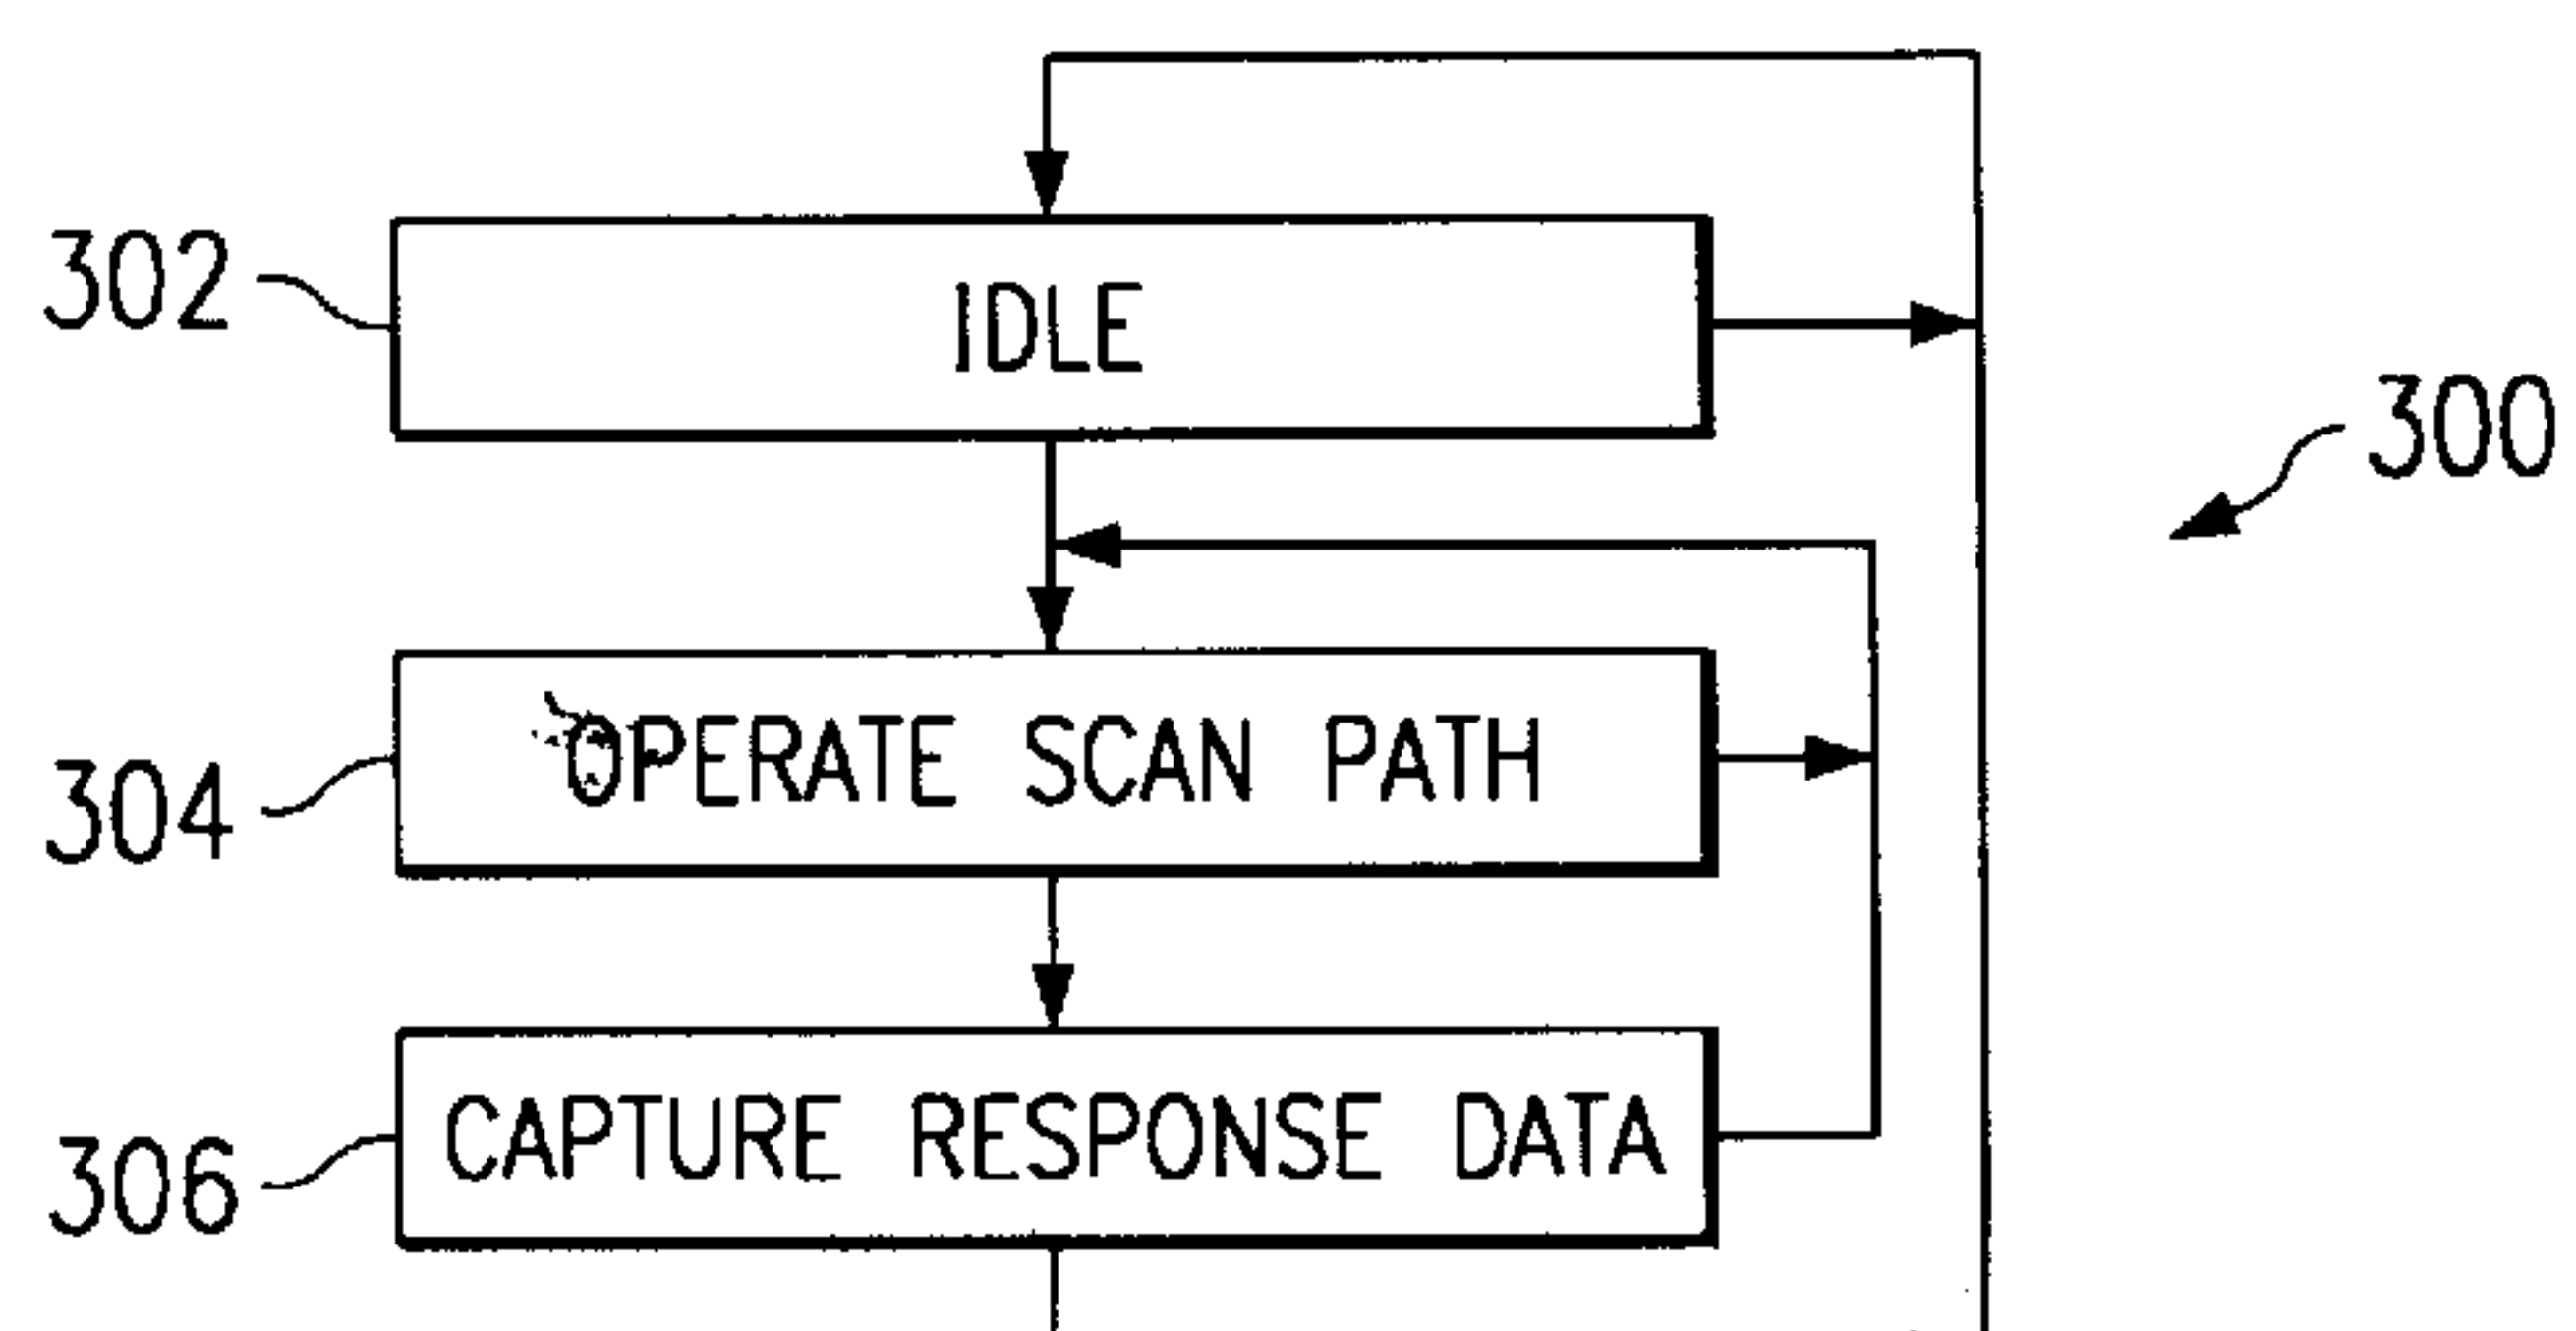 302
IDLE
300
304
OPERATE SCAN PATH
306
CAPTURE RESPONSE DATA